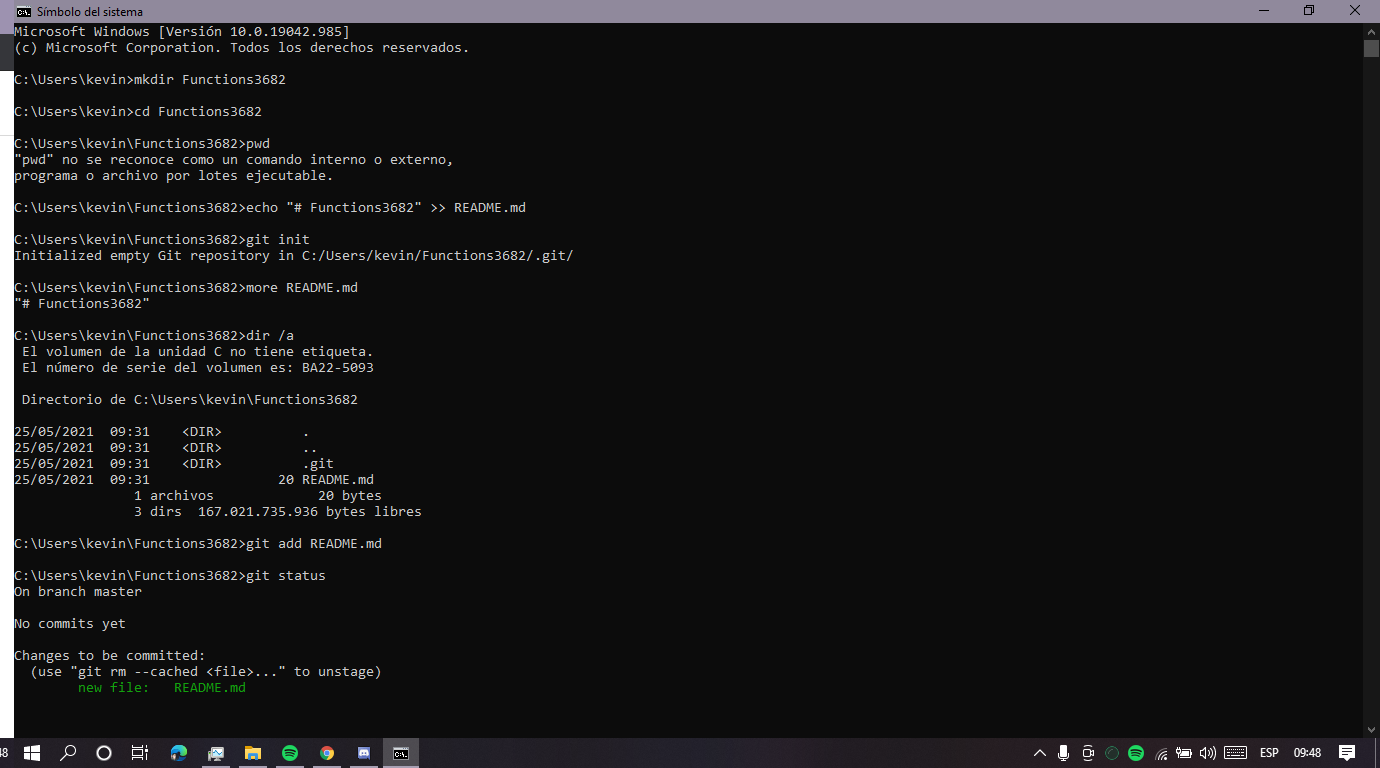 Símbolo del sistema
Microsoft Windows [Versión 10.0.19042.985]
(c) Microsoft Corporation. Todos los derechos reservados.
C:\Users\kevin>mkdir Functions3682
C:\Users\kevin>cd Functions3682
C:\Users\kevin\Functions3682>pwd
"pwd" no se reconoce como un comando interno o externo,
programa o archivo por lotes ejecutable.
C:\Users\kevin\Functions3682>echo "# Functions3682" >> README.md
C:\Users\kevin\Functions3682>git init
Initialized empty Git repository in C:/Users/kevin/Functions3682/.git/
C:\Users\kevin\Functions3682>more README.md
"# Functions3682"
C:\Users\kevin\Functions3682>dir /a
El volumen de la unidad C no tiene etiqueta.
El número de serie del volumen es: BA22-5093
Directorio de C:\Users\kevin\Functions3682
25/05/2021  09:31    <DIR>          .
25/05/2021  09:31    <DIR>          ..
25/05/2021  09:31    <DIR>          .git
25/05/2021  09:31                20 README.md
1 archivos             20 bytes
3 dirs  167.021.735.936 bytes libres
C:\Users\kevin\Functions3682>git add README.md
C:\Users\kevin\Functions3682>git status
On branch master
No commits yet
Changes to be committed:
(use "git rm --cached <file>..." to unstage)
new file:   README.md
48
ESP
09:48